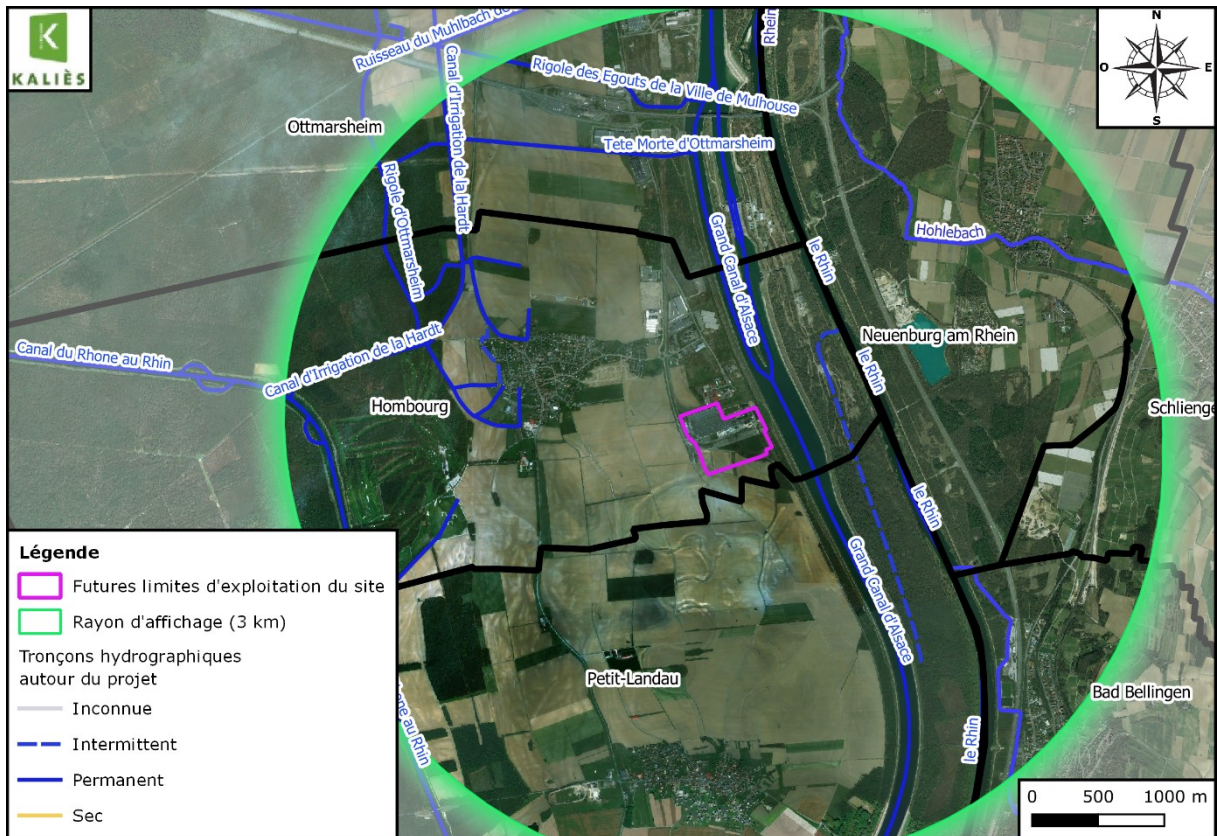 KALIÈS
Ruisseau du Muhlbach de
Canal d'Irrigation de la Hardt
Rigole des Egouts de la Ville de Mulhouse
Rhein
N
O
E
S
Ottmarsheim
Tete Morte d'Ottmarsheim
Rigole d'Ottmarsheim
Grand Canal d'Alsace
le Rhin
Hohlebach
Canal du Rhone au Rhin
Canal d'Irrigation de la Hardt
le Rhin
Neuenburg am Rhein
Hombourg
Schlienge
le Rhin
Grand Canal d'Alsace
Petit-Landau
Bad Bellingen
one au Rhin
le Rhin
Légende
Futures limites d'exploitation du site
Rayon d'affichage (3 km)
Tronçons hydrographiques
autour du projet
Inconnue
Intermittent
Permanent
Sec
0 500 1000 m